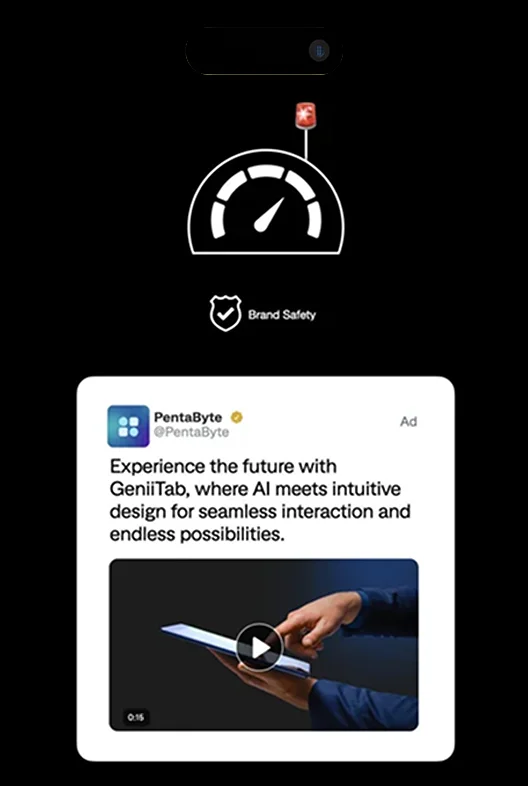 Brand Safety
PentaByte
@PentaByte
Ad
Experience the future with
GeniiTab, where AI meets intuitive
design for seamless interaction and
endless possibilities.
0:15